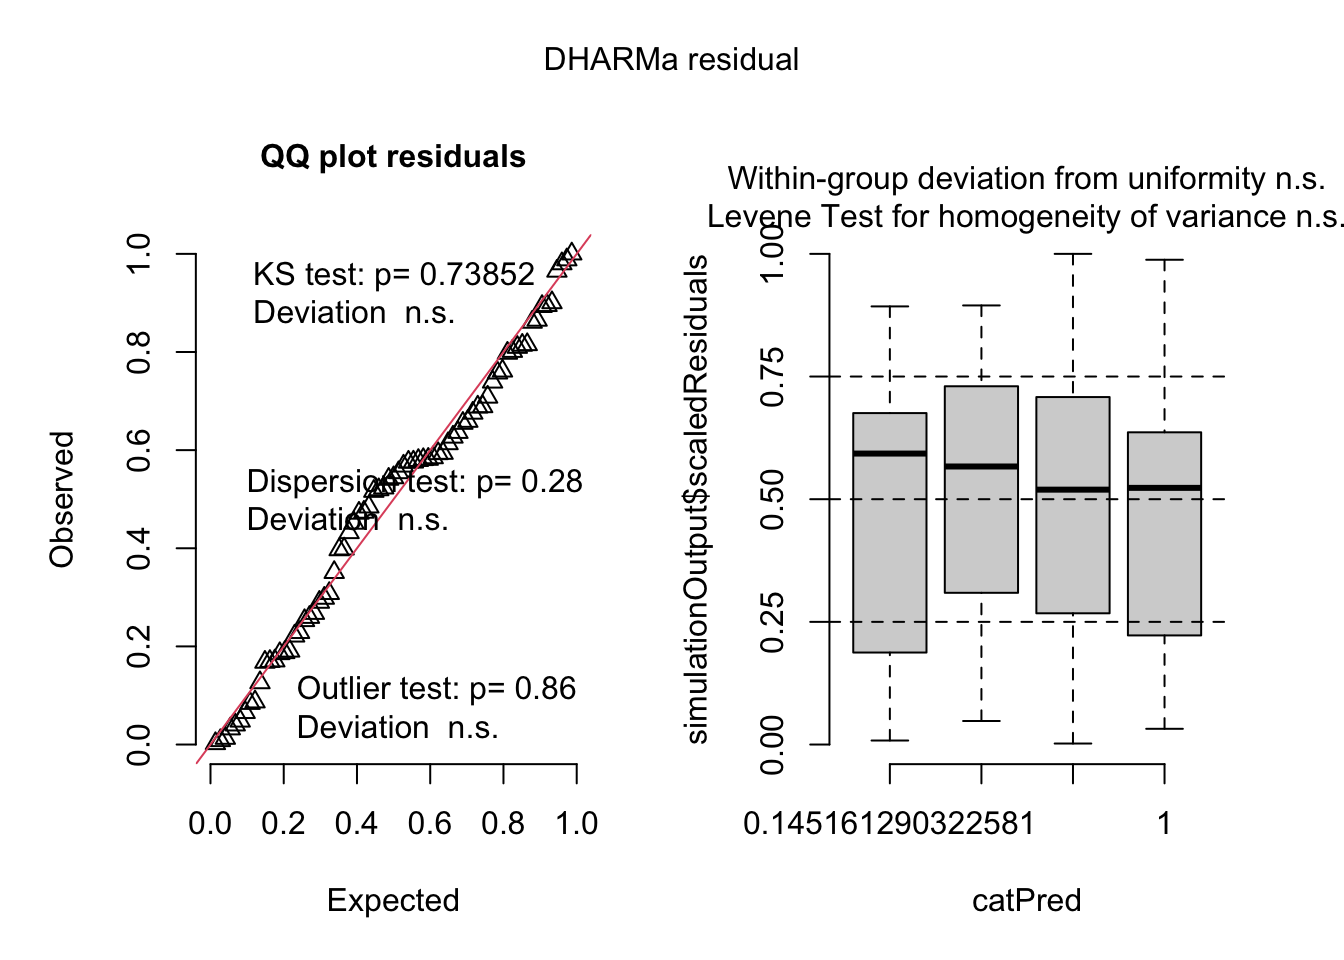 DHARMa residual
QQ plot residuals
KS test: p= 0.73852
Deviation  n.s.
Dispersion test: p= 0.28
Deviation  n.s.
Outlier test: p= 0.86
Deviation  n.s.
Observed
0.0
0.2
0.4
0.6
0.8
1.0
0.0 0.2 0.4 0.6 0.8 1.0
Expected
Within-group deviation from uniformity n.s.
Levene Test for homogeneity of variance n.s.
simulationOutput$scaledResiduals
0.00
0.25
0.50
0.75
1.00
0.145161290322581 1
catPred